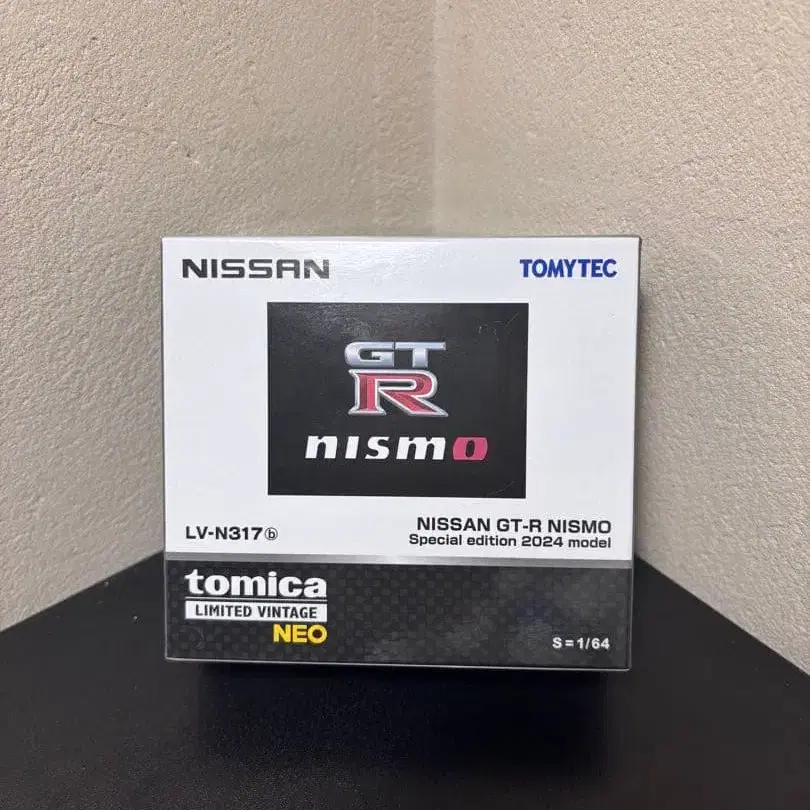 NISSAN
TOMYTEC
GT
R
nismo
LV-N317ⓑ
NISSAN GT-R NISMO
Special edition 2024 model
tomica
LIMITED VINTAGE
NEO
S=1/64